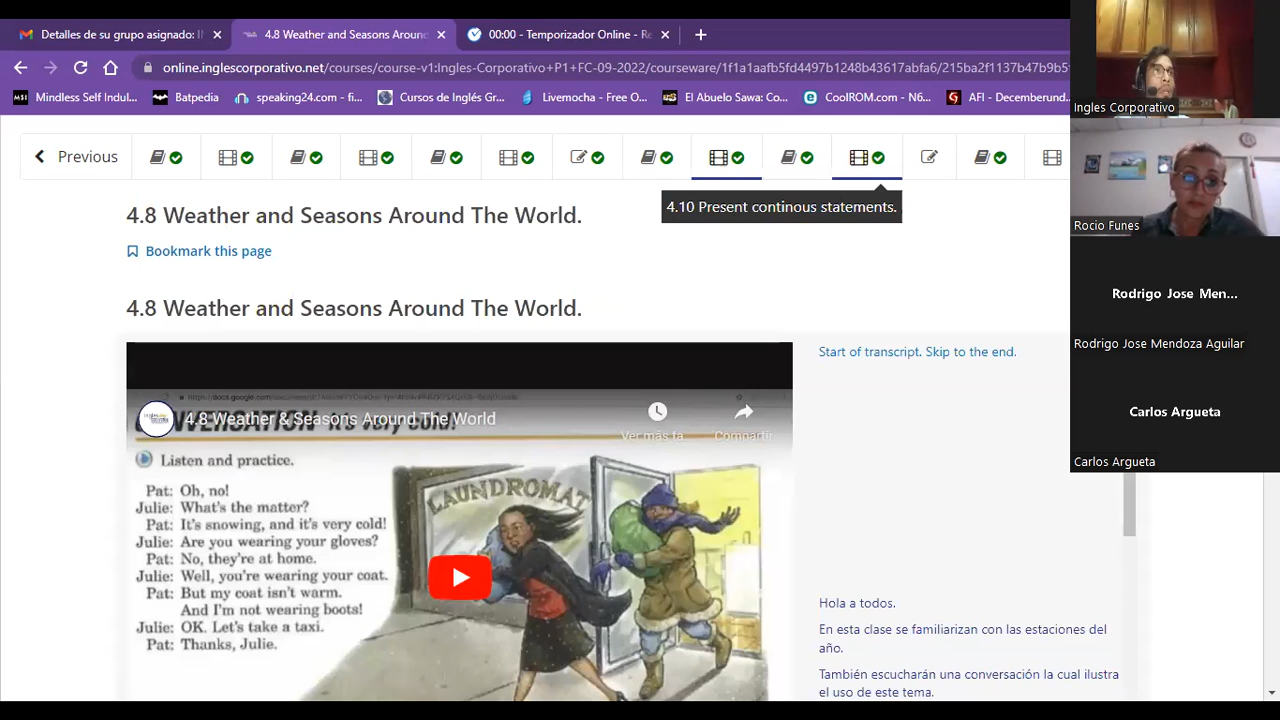 Detalles de su grupo asignado: I
4.8 Weather and Seasons Around
00:00 - Temporizador Online - Re
online.inglescorporativo.net/courses/course-v1:Ingles-Corporativo+P1+FC-09-2022/courseware/1f1a1aafb5fd4497b1248b43617abfa6/215ba2f1137b47b9b5
Mindless Self Indul...
Batpedia
speaking24.com - fi...
Cursos de Inglés Gr...
Livemocha - Free O...
El Abuelo Sawa: Co...
CoolROM.com - N6...
AFI - Decemberund
Previous
4.10 Present continous statements.
4.8 Weather and Seasons Around The World.
Bookmark this page
4.8 Weather and Seasons Around The World.
Start of transcript. Skip to the end.
4.8 Weather & Seasons Around The World
Compartir
Listen and practice.
Pat: Oh, no!
Julie: What's the matter?
Pat: It's snowing, and it's very cold!
Julie: Are you wearing your gloves?
Pat: No, they're at home.
Julie: Well, you're wearing your coat.
Pat: But my coat isn't warm.
And I'm not wearing boots!
Julie: OK. Let's take a taxi.
Pat: Thanks, Julie.
LAUNDROMAT
Hola a todos.
En esta clase se familiarizan con las estaciones del
año.
También escucharán una conversación la cual ilustra
el uso de este tema.
Ingles Corporativo
Rocio Funes
Rodrigo Jose Men...
Rodrigo Jose Mendoza Aguilar
Carlos Argueta
Carlos Argueta